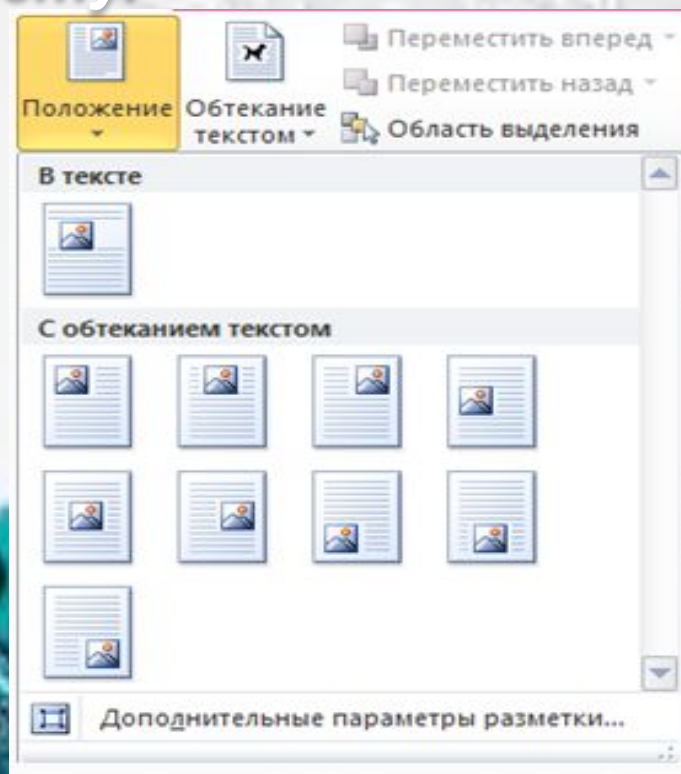 Положение
Обтекание текстом
Переместить вперед
Переместить назад
Область выделения
В тексте
С обтеканием текстом
Дополнительные параметры разметки...